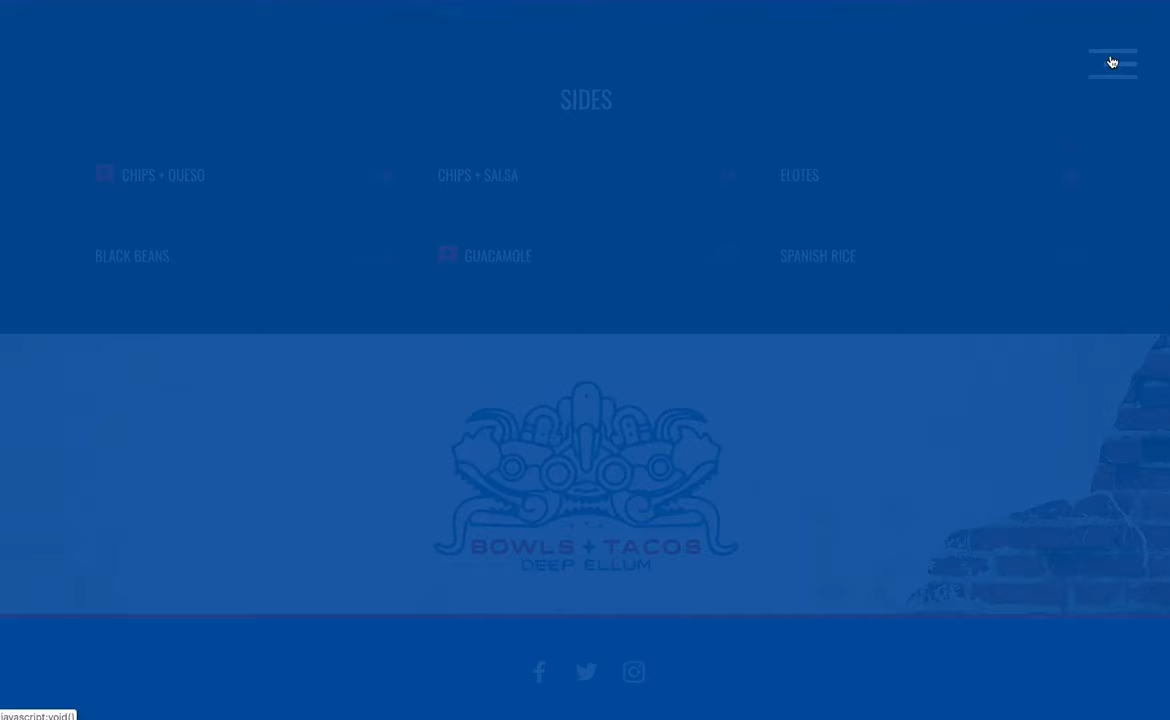 SIDES
CHIPS + QUESO
CHIPS + SALSA
ELOTES
BLACK BEANS
GUACAMOLE
SPANISH RICE
BOWLS + TACOS
DEEP ELLUM
javascript:void()